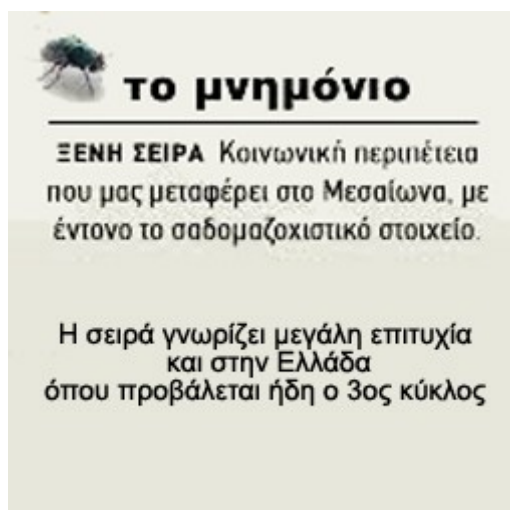 το μνημόνιο
ΞΕΝΗ ΣΕΙΡΑ Κοινωνική περιπέτεια
που μας μεταφέρει στο Μεσαίωνα, με
έντονο το σαδομαζοχιστικό στοιχείο.
Η σειρά γνωρίζει μεγάλη επιτυχία
και στην Ελλάδα
όπου προβάλεται ήδη ο 3ος κύκλος